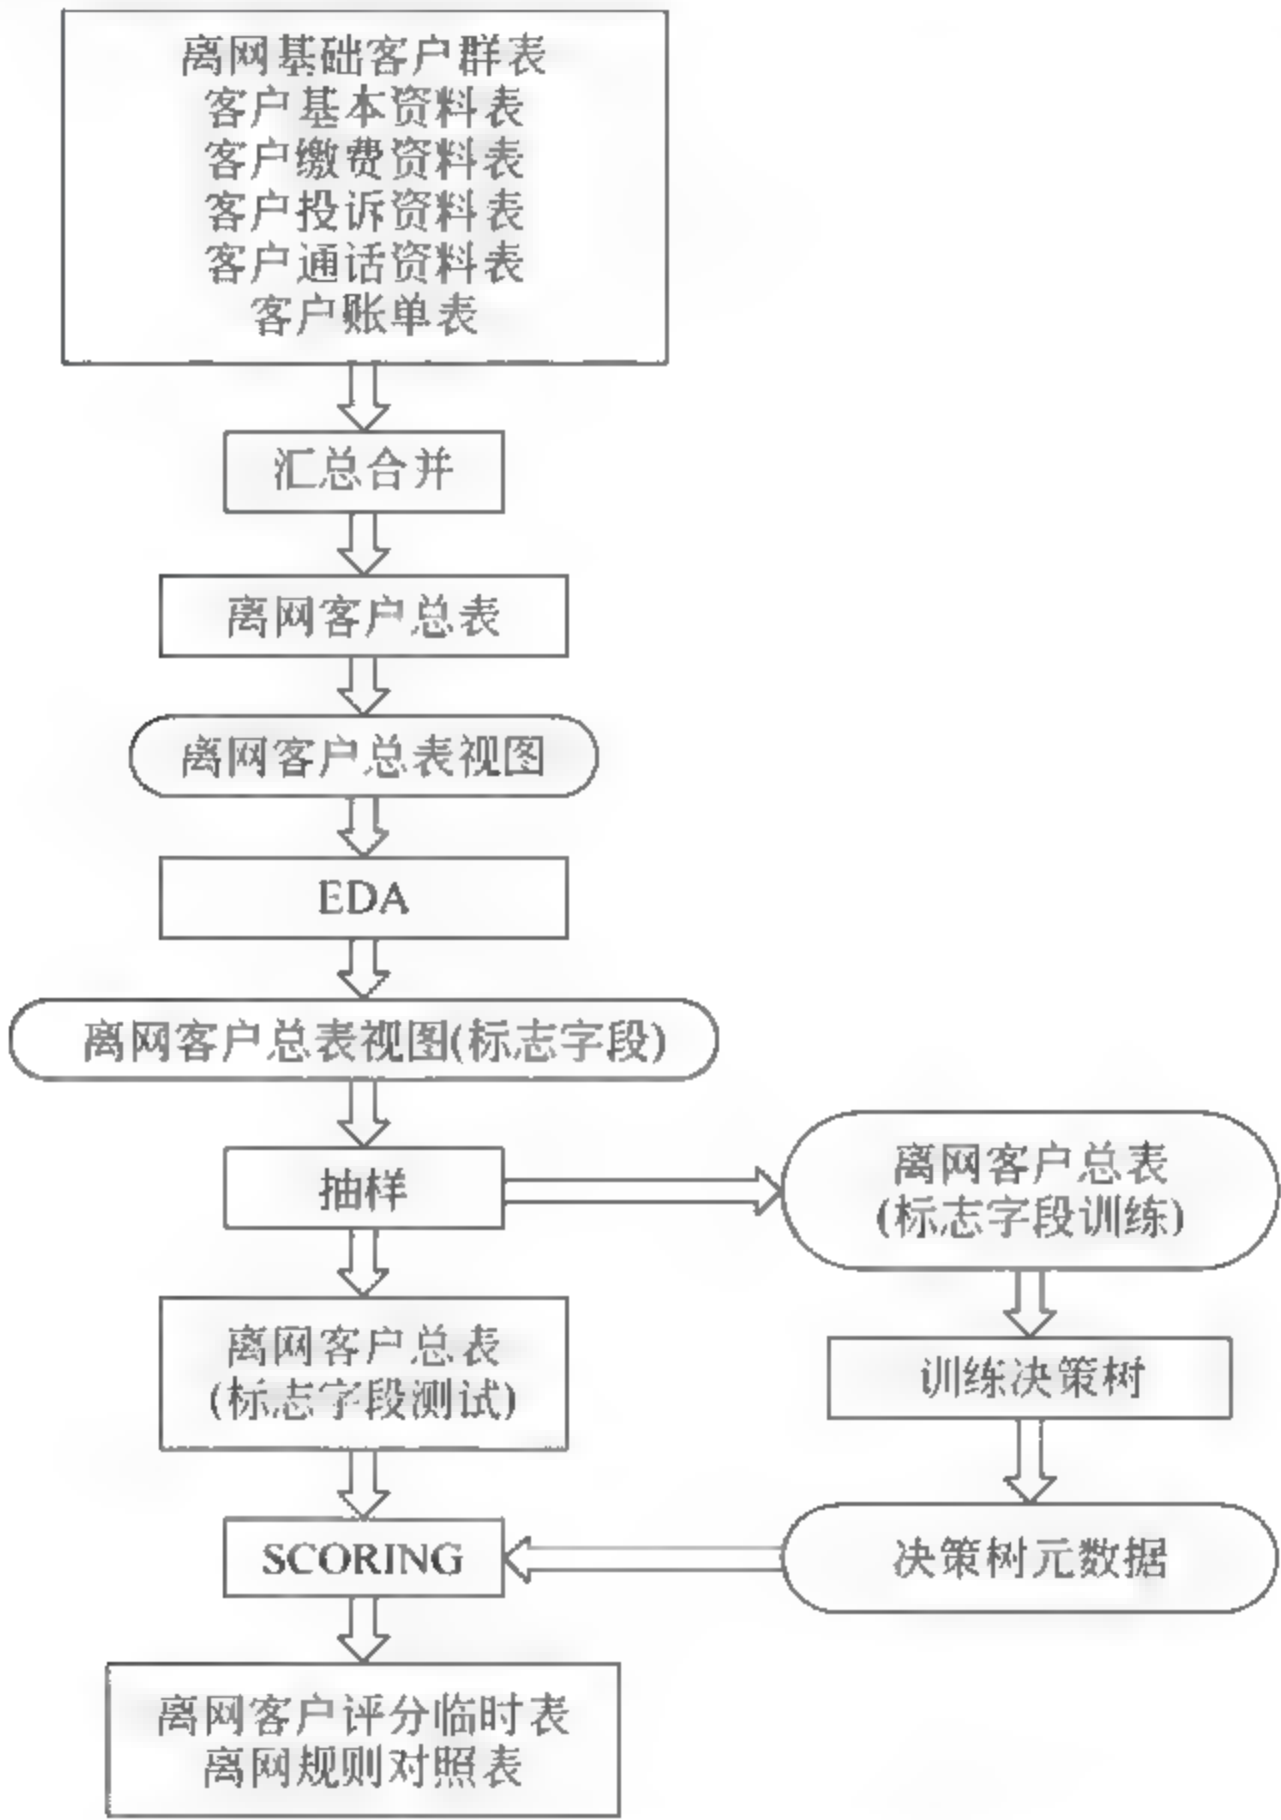 离网基础客户群表
客户基本资料表
客户缴费资料表
客户投诉资料表
客户通话资料表
客户账单表
汇总合并
离网客户总表
离网客户总表视图
EDA
离网客户总表视图(标志字段)
抽样
离网客户总表
(标志字段训练)
离网客户总表
(标志字段测试)
训练决策树
SCORING
决策树元数据
离网客户评分临时表
离网规则对照表